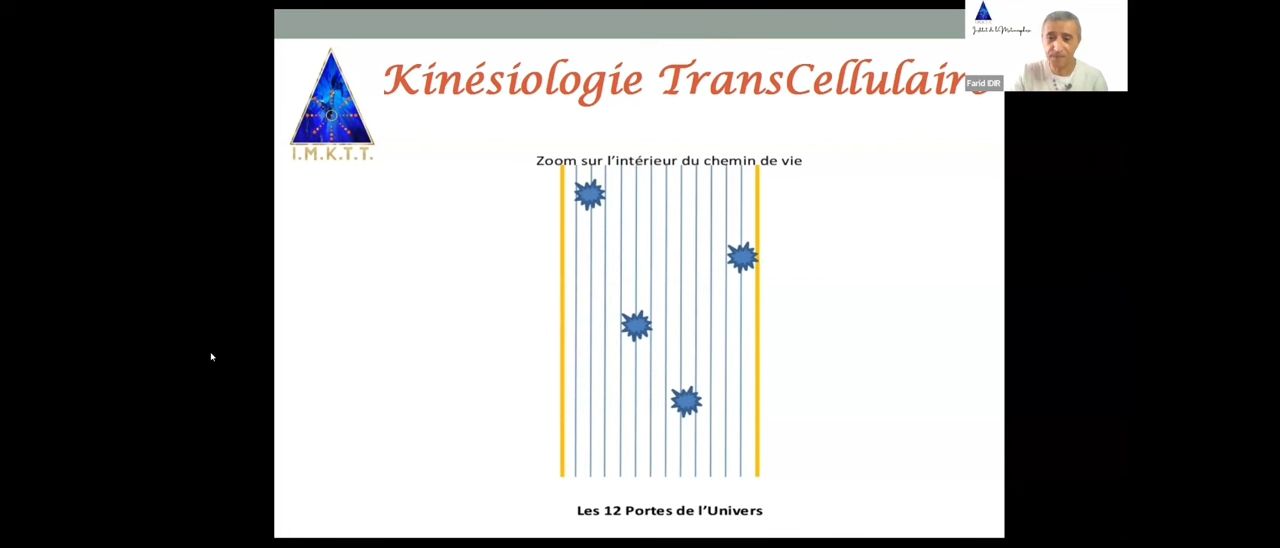 Kinésiologie TransCellulaire
I.M.K.T.T.
Farid IDIR
Zoom sur l'intérieur du chemin de vie
Les 12 Portes de l'Univers